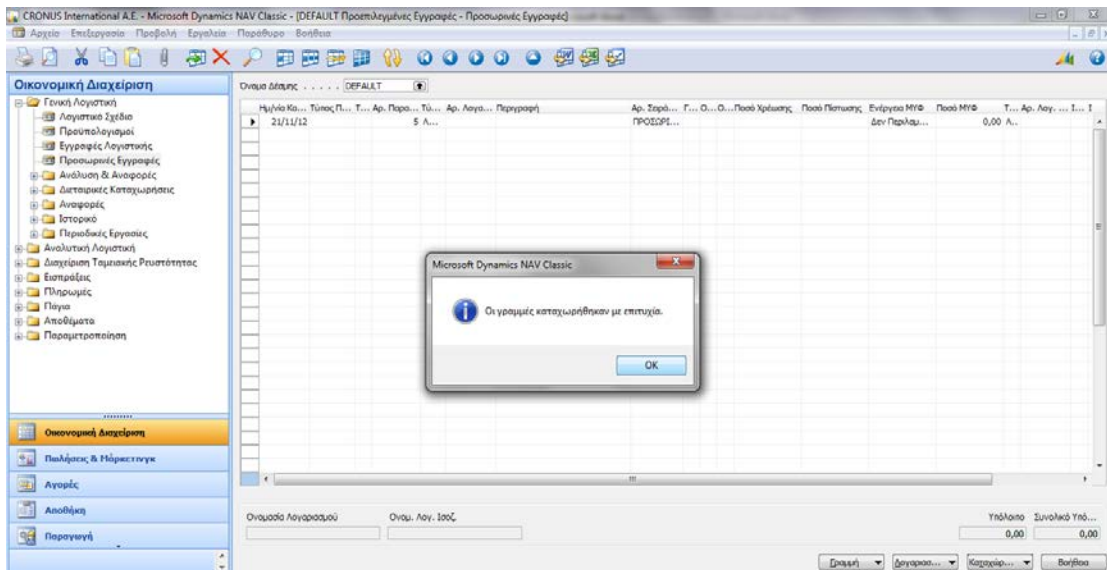 CRONUS International A.E. - Microsoft Dynamics NAV Classic - [DEFAULT Προεπιλεγμένες Εγγραφές - Προσωρινές Εγγραφές]
Αρχείο Επεξεργασία Προβολή Εργαλεία Παράθυρο Βοήθεια
Οικονομική Διαχείριση
Γενική Λογιστική
Λογιστικό Σχέδιο
Προϋπολογισμοί
Εγγραφές Λογιστικής
Προσωρινές Εγγραφές
Ανάλυση & Αναφορές
Διεταιρικές Καταχωρήσεις
Αναφορές
Ιστορικό
Περιοδικές Εργασίες
Αναλυτική Λογιστική
Διαχείριση Ταμειακής Ρευστότητας
Εισπράξεις
Πληρωμές
Πάγια
Αποθέματα
Παραμετροποίηση
Οικονομική Διαχείριση
Πωλήσεις & Μάρκετινγκ
Αγορές
Αποθήκη
Παραγωγή
Όνομα Δέσμης . . . . . DEFAULT
Ημ/νία Κα... Τύπος Π... Τ... Αρ. Παρα... Τύ... Αρ. Λογα... Περιγραφή Αρ. Σειρά... Γ... Ο... Ο... Ποσό Χρέωσης Ποσό Πίστωσης Ενέργεια ΜΥΦ Ποσό ΜΥΦ Τ... Αρ. Λογ. ... Ι... Ι
21/11/12 5 Λ... ΠΡΟΣΩΡΙ... Δεν Περιλαμ... 0,00 Λ...
Microsoft Dynamics NAV Classic
Οι γραμμές καταχωρήθηκαν με επιτυχία.
OK
Ονομασία Λογαριασμού Ονομ. Λογ. Ισοζ. Υπόλοιπο Συνολικό Υπό...
0,00 0,00
Γραμμή Λογαριασ... Καταχώρ... Βοήθεια